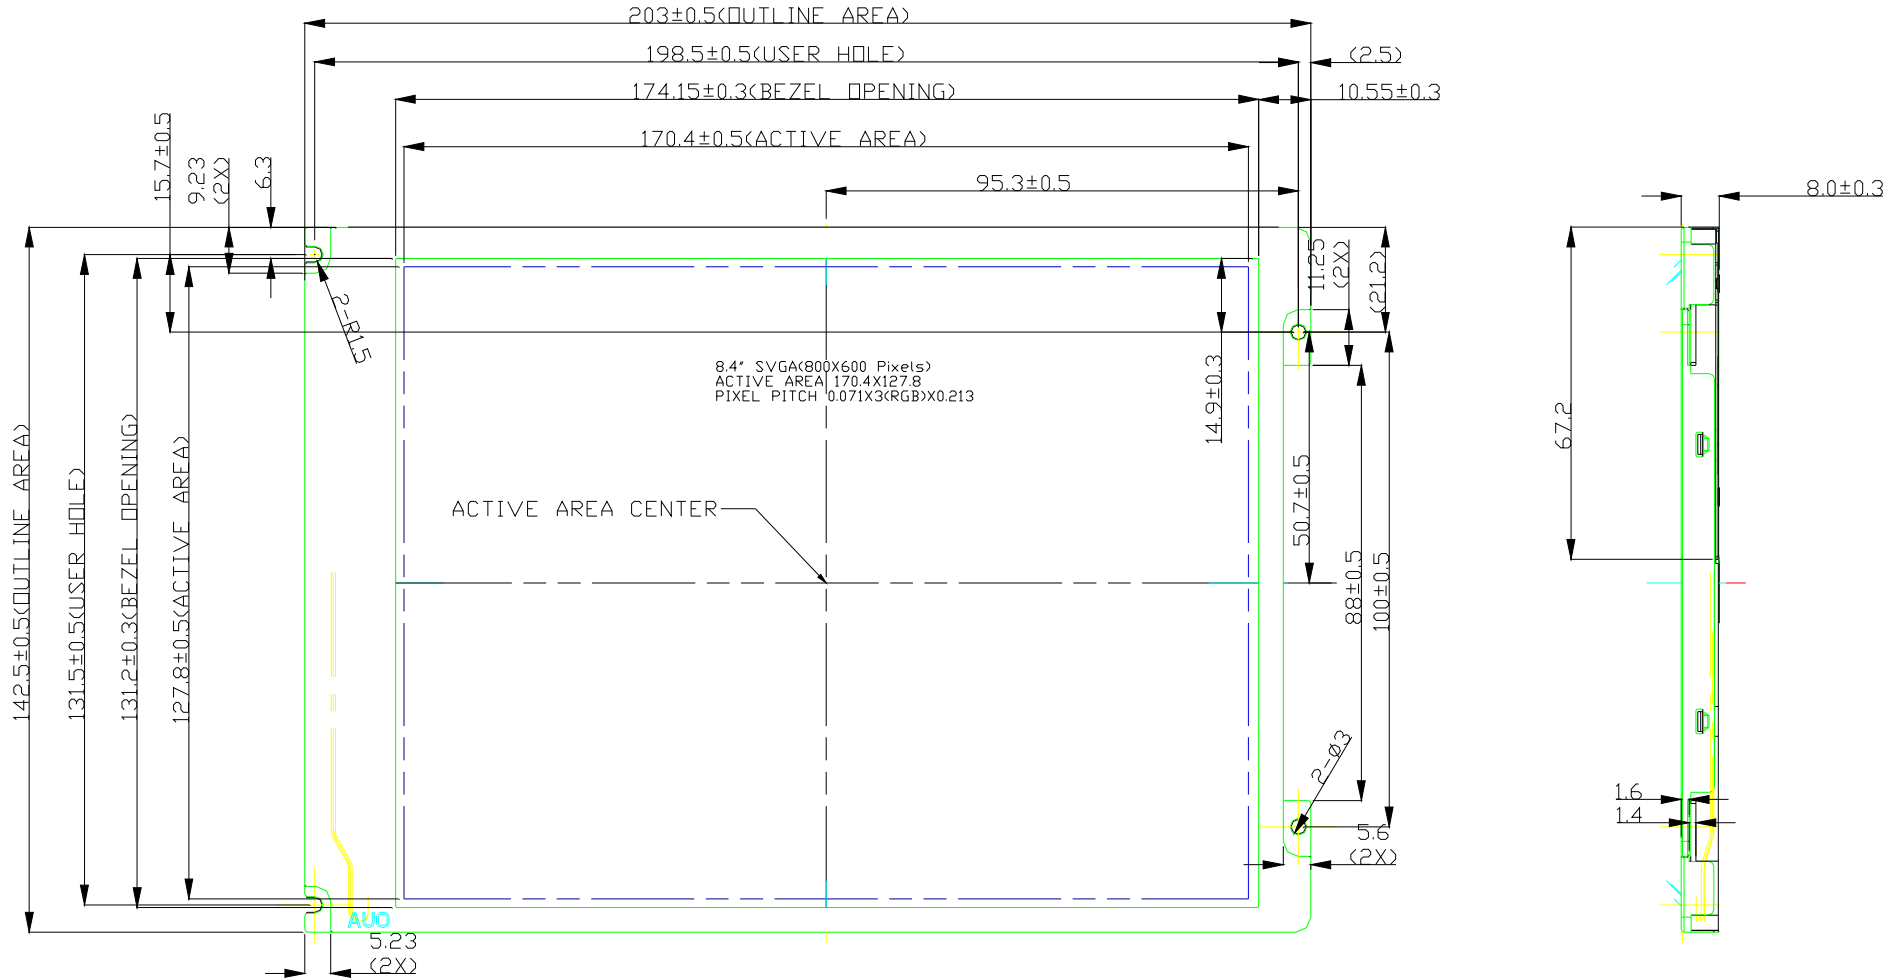 203±0.5(OUTLINE AREA)
198.5±0.5(USER HOLE)
(2.5)
174.15±0.3(BEZEL OPENING)
10.55±0.3
170.4±0.5(ACTIVE AREA)
95.3±0.5
8.0±0.3
15.7±0.5
9.23
(2X)
6.3
11.25
(2X)
(21.2)
2-R1.5
8.4" SVGA(800X600 Pixels)
ACTIVE AREA 170.4X127.8
PIXEL PITCH 0.071X3(RGB)X0.213
14.9±0.3
67.2
142.5±0.5(OUTLINE AREA)
131.5±0.5(USER HOLE)
131.2±0.3(BEZEL OPENING)
127.8±0.5(ACTIVE AREA)
ACTIVE AREA CENTER
50.7±0.5
88±0.5
100±0.5
2-Ø3
1.6
1.4
5.6
(2X)
AUO
5.23
(2X)